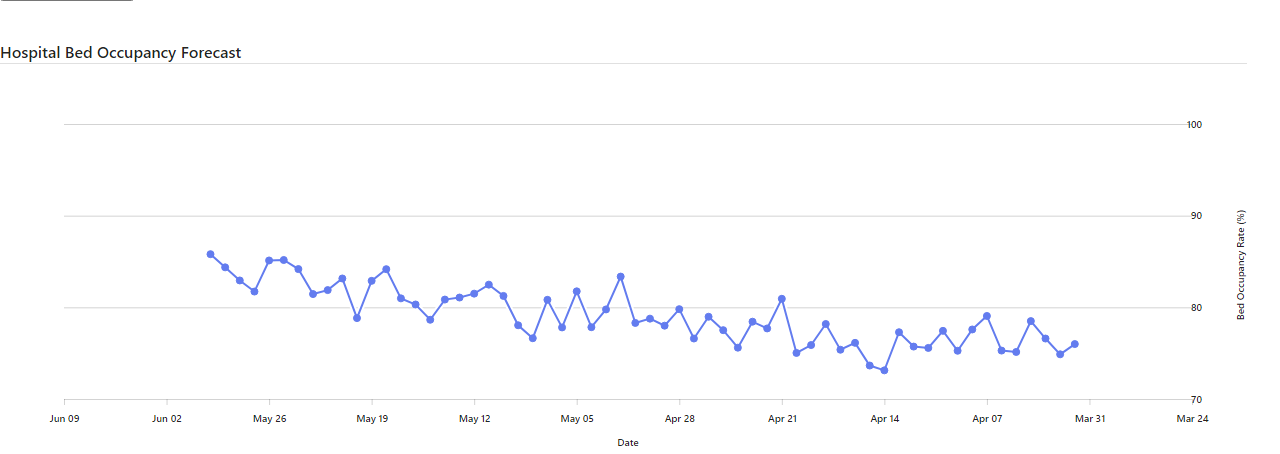 Hospital Bed Occupancy Forecast
100
90
80
70
Bed Occupancy Rate (%)
Jun 09 Jun 02 May 26 May 19 May 12 May 05 Apr 28 Apr 21 Apr 14 Apr 07 Mar 31 Mar 24
Date